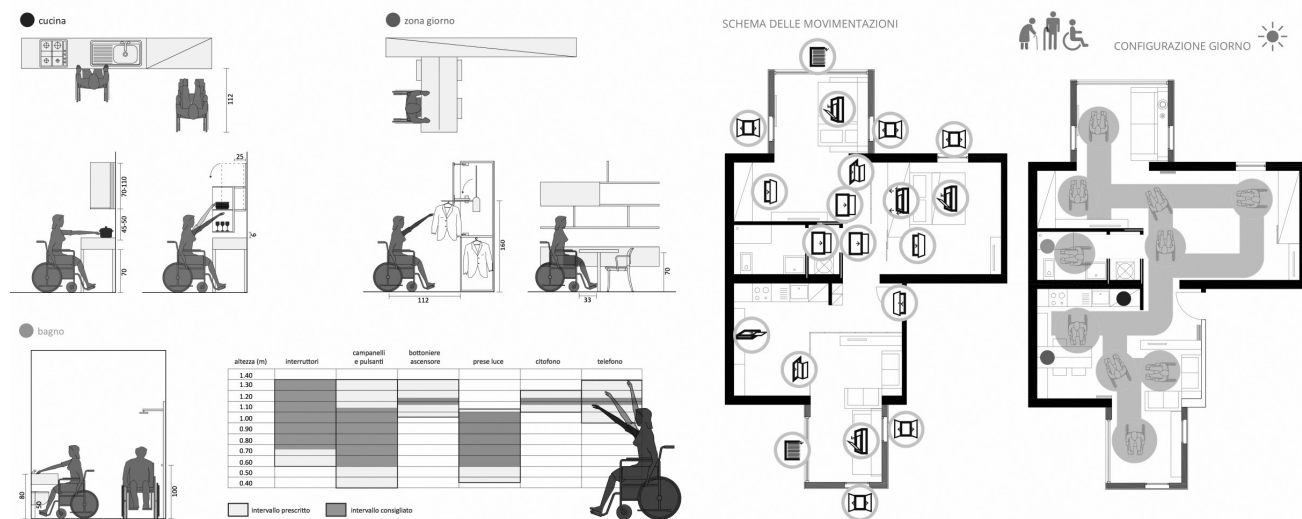 cucina
112
70-110
45-50
70
25
6
zona giorno
112
160
33
70
bagno
80
50
100
altezza (m)
interruttori
campanelli
e pulsanti
bottoniere
ascensore
prese luce
citofono
telefono
1.40
1.30
1.20
1.10
1.00
0.90
0.80
0.70
0.60
0.50
0.40
intervallo prescritto
intervallo consigliato
SCHEMA DELLE MOVIMENTAZIONI
CONFIGURAZIONE GIORNO